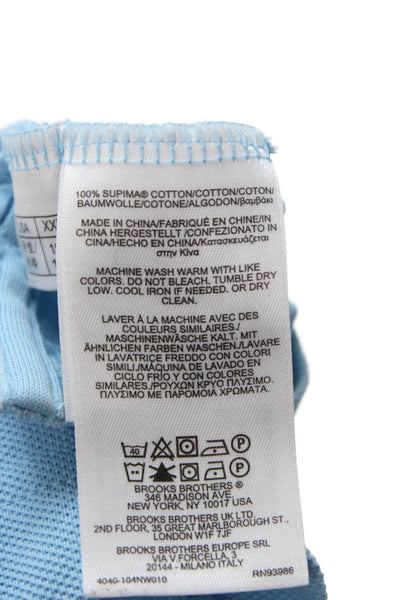 100% SUPIMA® COTTON/COTTON/COTON/
BAUMWOLLE/COTONE/ALGODON/βαμβάκι
MADE IN CHINA/FABRIQUÉ EN CHINE/IN
CHINA HERGESTELLT /CONFEZIONADO IN
CINA/HECHO EN CHINA/Κατασκευάζεται
στην Κίνα
MACHINE WASH WARM WITH LIKE
COLORS. DO NOT BLEACH. TUMBLE DRY
LOW. COOL IRON IF NEEDED. OR DRY
CLEAN.
LAVER À LA MACHINE AVEC DES
COULEURS SIMILAIRES./
MASCHINENWÄSCHE KALT. MIT
ÄHNLICHEN FARBEN WASCHEN./LAVARE
IN LAVATRICE FREDDO CON COLORI
SIMILI./MÁQUINA DE LAVADO EN
CICLO FRÍO Y CON COLORES
SIMILARES./ΡΟΥΧΩΝ ΚΡΥΟ ΠΛΥΣΙΜΟ.
ΠΛΥΣΙΜΟ ΜΕ ΠΑΡΟΜΟΙΑ ΧΡΩΜΑΤΑ.
40 P
P
BROOKS BROTHERS ®
346 MADISON AVE.
NEW YORK, NY 10017 USA
BROOKS BROTHERS UK LTD.
2ND FLOOR, 35 GREAT MARLBOROUGH ST.,
LONDON W1F 7JF
BROOKS BROTHERS EUROPE SRL
VIA V.FORCELLA, 3
20144 - MILANO ITALY
4040-104NW010 RN93986